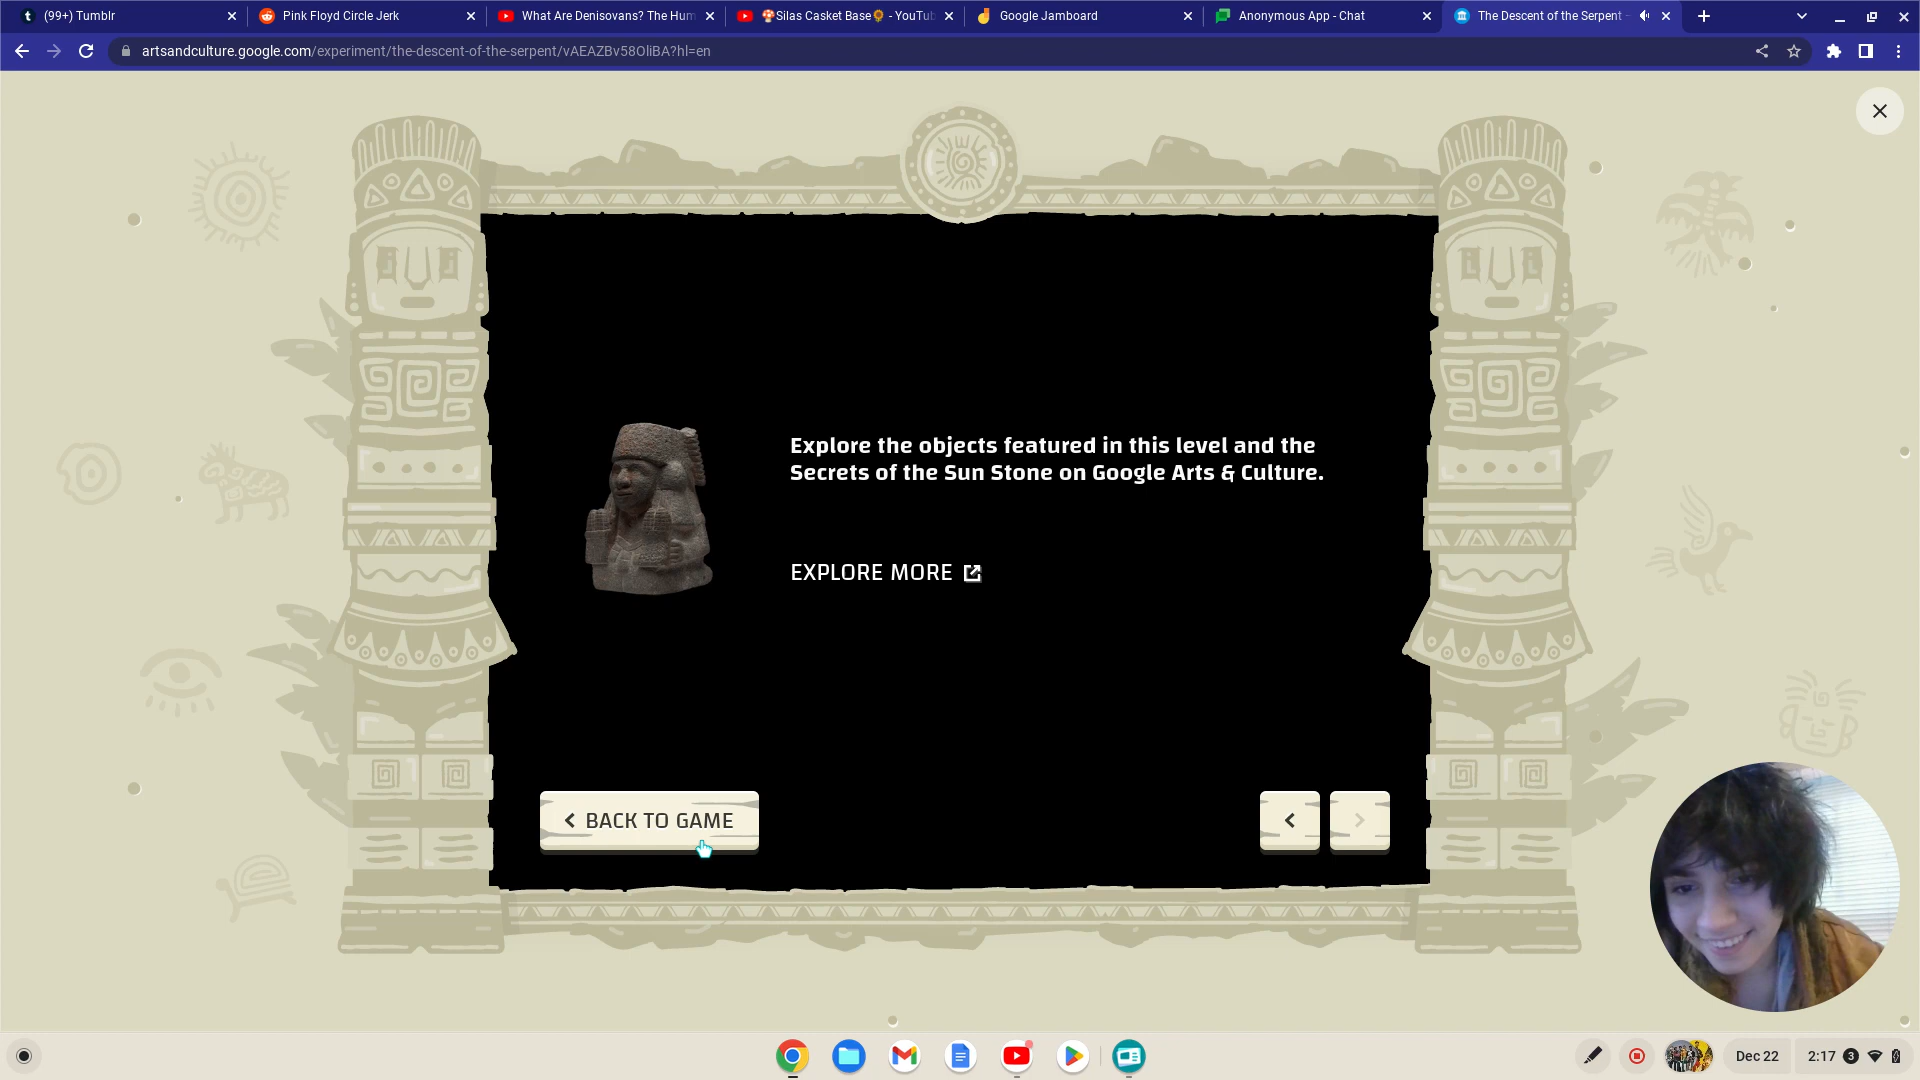 (99+) Tumblr
Pink Floyd Circle Jerk
What Are Denisovans? The Hum
🍄Silas Casket Base🌻 - YouTub
Google Jamboard
Anonymous App - Chat
The Descent of the Serpent -
artsandculture.google.com/experiment/the-descent-of-the-serpent/vAEAZBv58OliBA?hl=en
Explore the objects featured in this level and the
Secrets of the Sun Stone on Google Arts & Culture.
EXPLORE MORE
BACK TO GAME
Dec 22
2:17
3